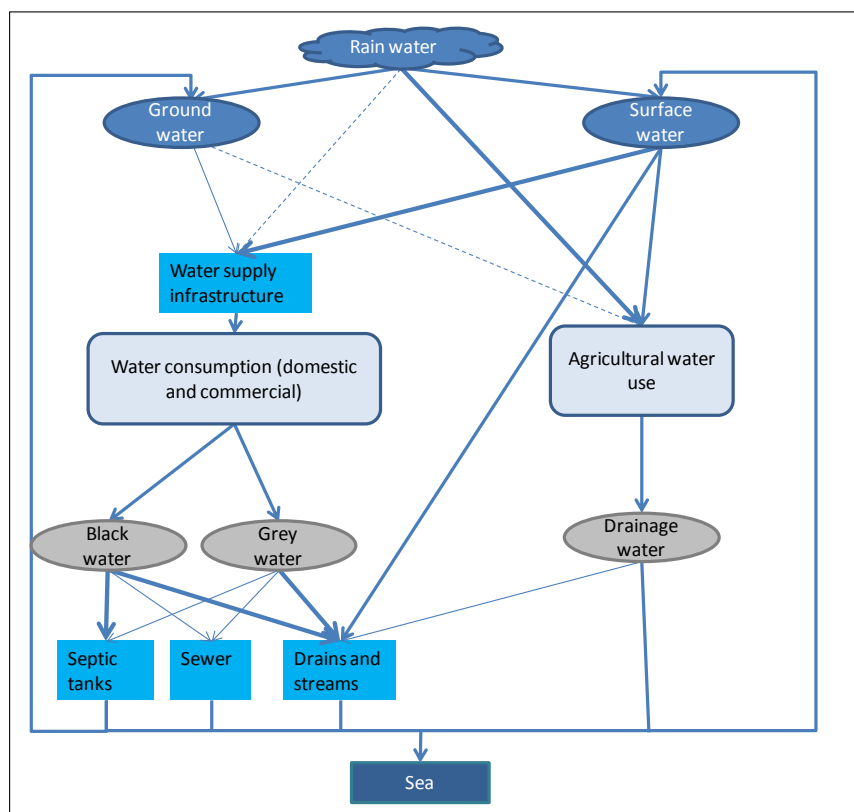 Rain water
Ground
water
Surface
water
Water supply
infrastructure
Water consumption (domestic
and commercial)
Agricultural water
use
Black
water
Grey
water
Drainage
water
Septic
tanks
Sewer
Drains and
streams
Sea